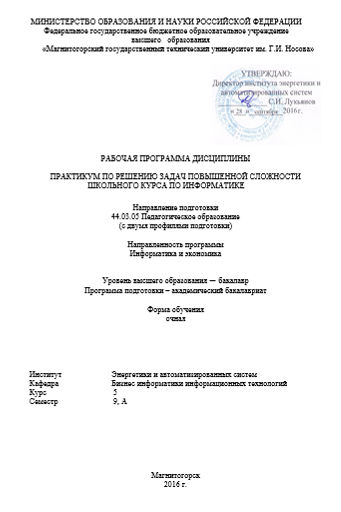 МИНИСТЕРСТВО ОБРАЗОВАНИЯ И НАУКИ РОССИЙСКОЙ ФЕДЕРАЦИИ
Федеральное государственное бюджетное образовательное учреждение
высшего образования
«Магнитогорский государственный технический университет им. Г.И. Носова»
УТВЕРЖДАЮ:
Директор института энергетики и
автоматизированных систем
С.И. Лукьянов
« 28 » сентября 2016 г.
РАБОЧАЯ ПРОГРАММА ДИСЦИПЛИНЫ
ПРАКТИКУМ ПО РЕШЕНИЮ ЗАДАЧ ПОВЫШЕННОЙ СЛОЖНОСТИ
ШКОЛЬНОГО КУРСА ПО ИНФОРМАТИКЕ
Направление подготовки
44.03.05 Педагогическое образование
(с двумя профилями подготовки)
Направленность программы
Информатика и экономика
Уровень высшего образования — бакалавр
Программа подготовки – академический бакалавриат
Форма обучения
очная
Институт Энергетики и автоматизированных систем
Кафедра Бизнес информатики информационных технологий
Курс 5
Семестр 9, А
Магнитогорск
2016 г.